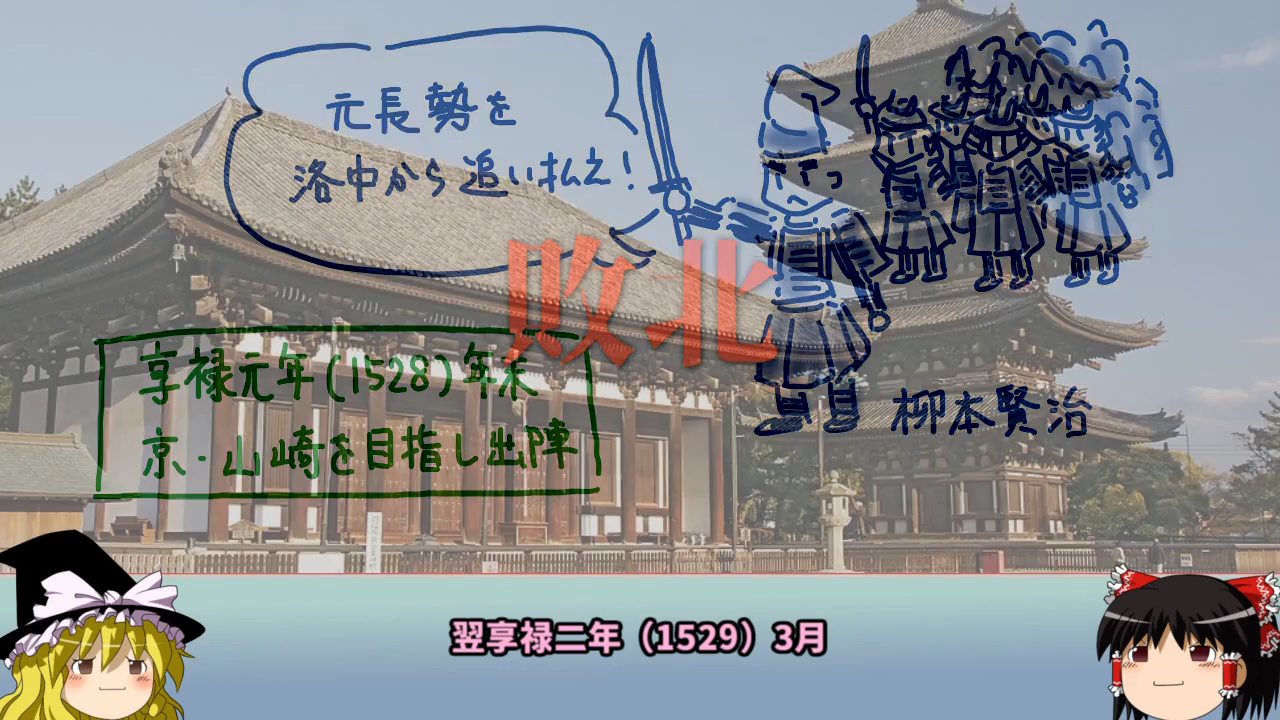 元長勢を
洛中から追い払え!
敗北
享禄元年(1528)年末
京・山崎を目指し出陣
柳本賢治
翌享禄二年（1529）3月